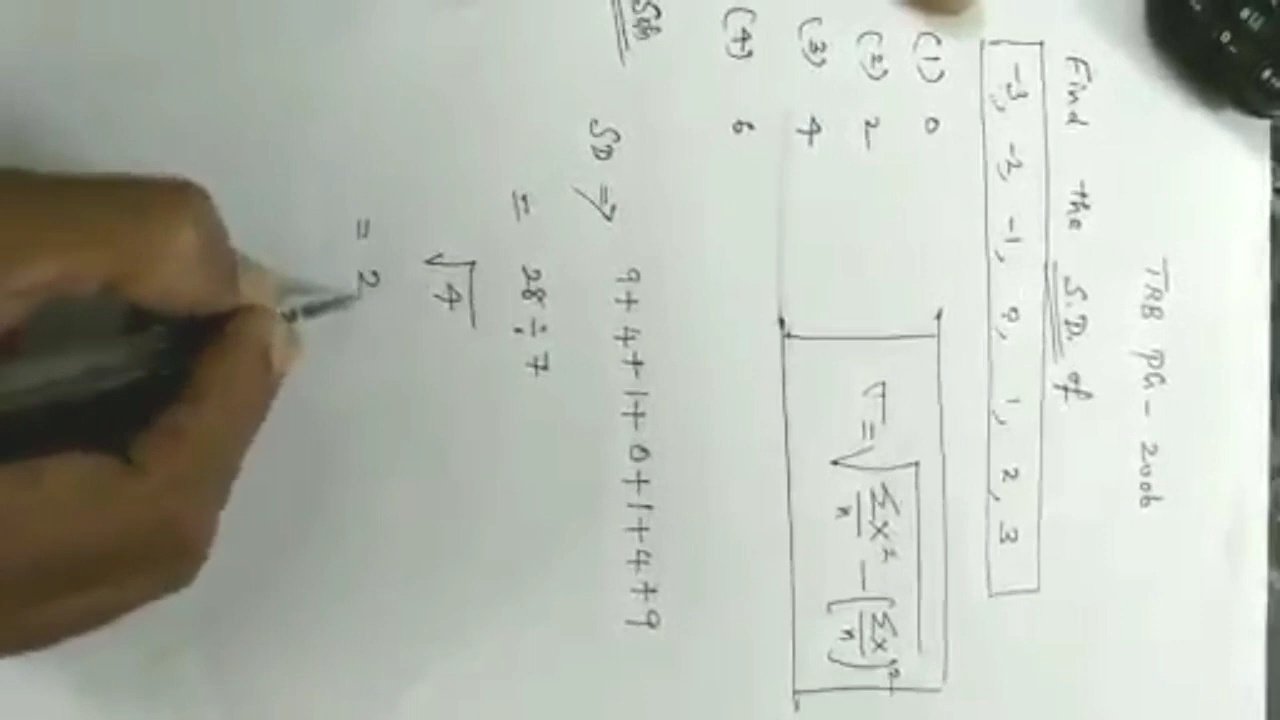 TRB PG - 2006
Find the S.D. of
-3, -2, -1, 0, 1, 2, 3
(1) 0
(2) 2
(3) 4
(4) 6
σ = √Σx²/n - (Σx/n)²
Soln
SD ⇒ 9+4+1+0+1+4+9
= 28 ÷ 7
√4
= 2